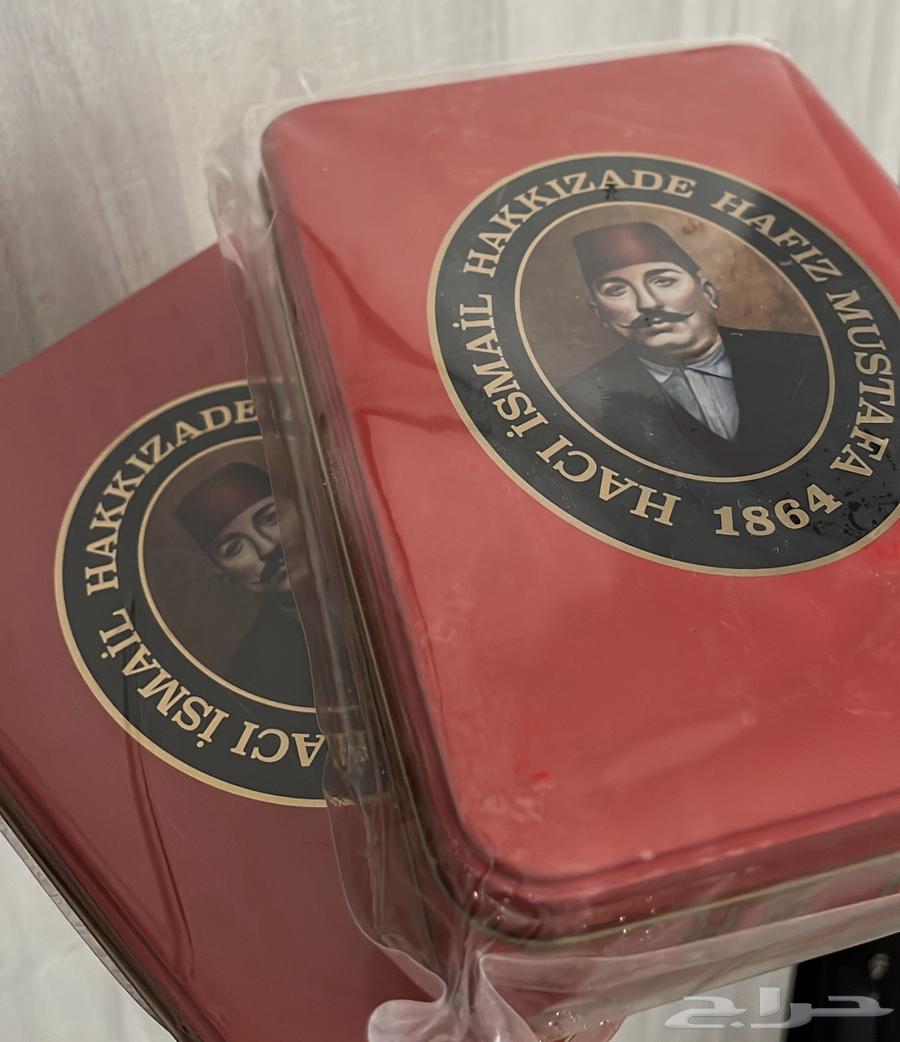 HACI İSMAİL HAKKIZADE HAFIZ MUSTAFA
1864
HACI İSMAİL HAKKIZADE
حراج